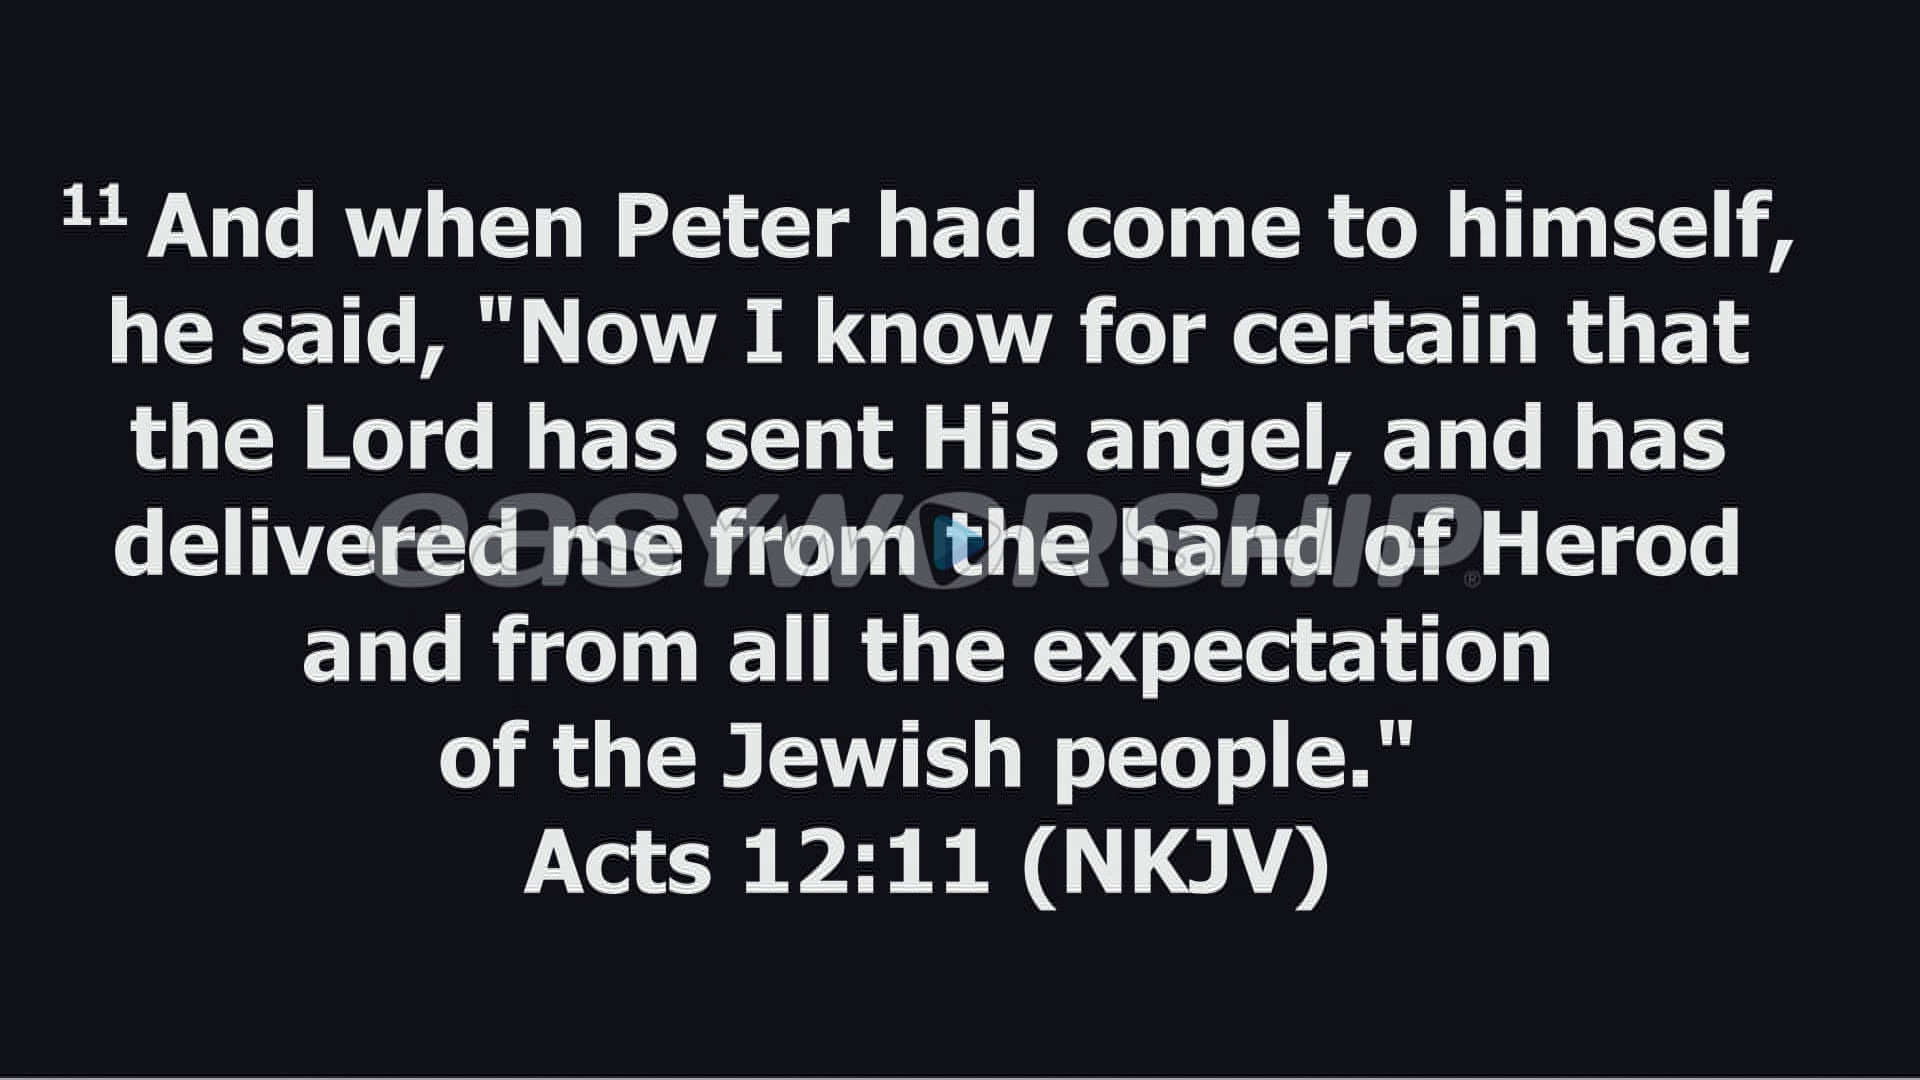 11 And when Peter had come to himself,
he said, "Now I know for certain that
the Lord has sent His angel, and has
delivered me from the hand of Herod
easyworship®
and from all the expectation
of the Jewish people."
Acts 12:11 (NKJV)